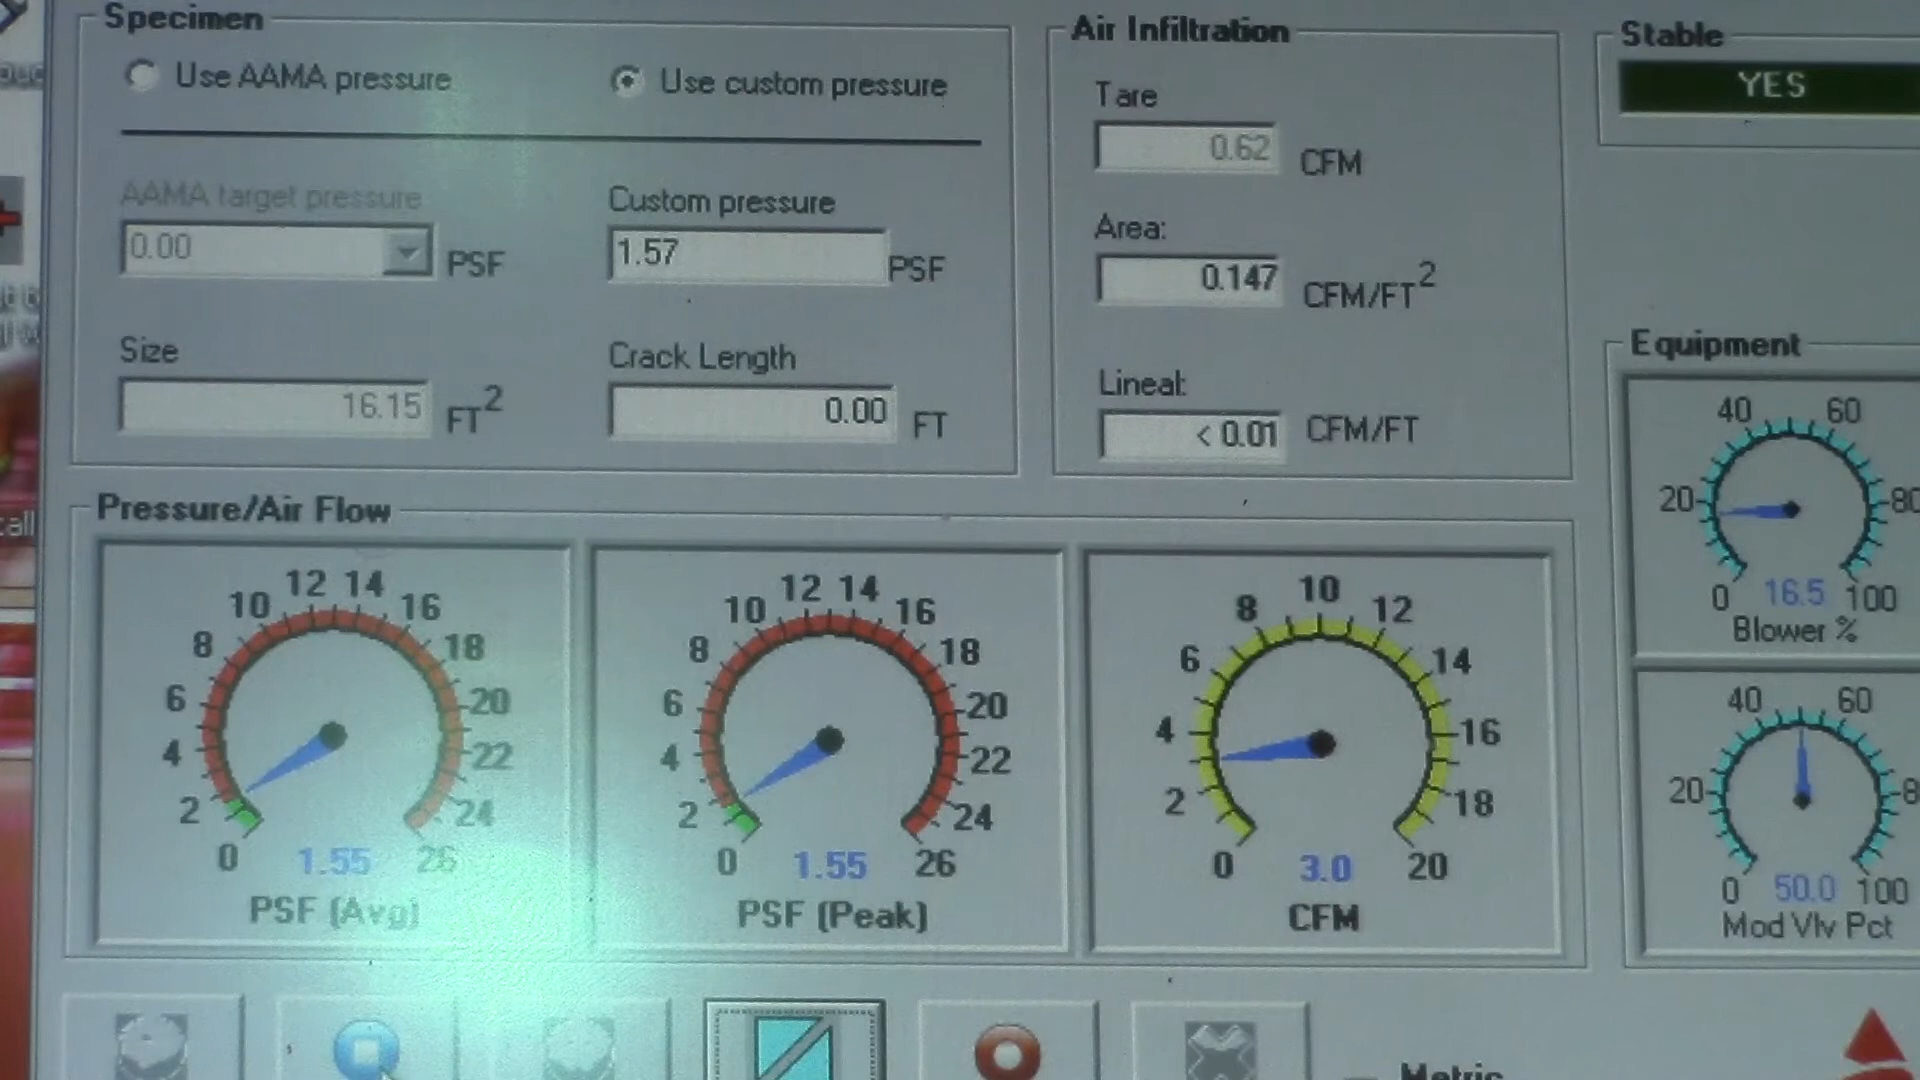 Specimen
Use AAMA pressure
Use custom pressure
AAMA target pressure
0.00
PSF
Custom pressure
1.57
PSF
Size
16.15
FT2
Crack Length
0.00
FT
Air Infiltration
Tare
0.62
CFM
Area:
0.147
CFM/FT2
Lineal:
< 0.01
CFM/FT
Stable
YES
Pressure/Air Flow
0 2 4 6 8 10 12 14 16 18 20 22 24 26
1.55
PSF (Avg)
0 2 4 6 8 10 12 14 16 18 20 22 24 26
1.55
PSF (Peak)
0 2 4 6 8 10 12 14 16 18 20
3.0
CFM
Equipment
0 20 40 60 80 100
16.5
Blower %
0 20 40 60 8 100
50.0
Mod Vlv Pct
Metric